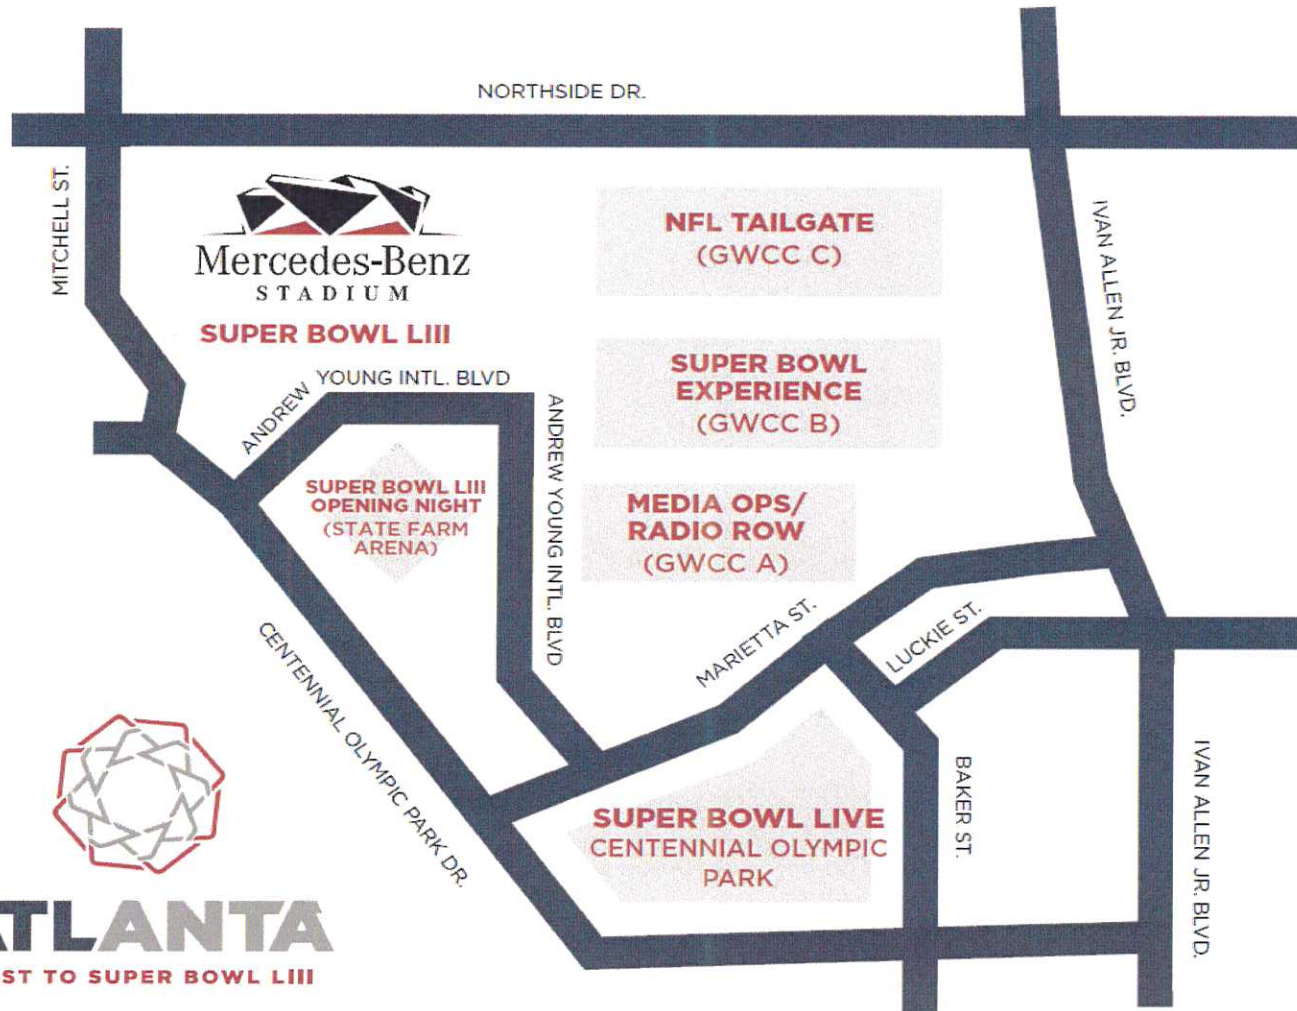 NORTHSIDE DR.
MITCHELL ST.
Mercedes-Benz
STADIUM
SUPER BOWL LIII
NFL TAILGATE
(GWCC C)
IVAN ALLEN JR. BLVD.
SUPER BOWL
EXPERIENCE
(GWCC B)
ANDREW YOUNG INTL. BLVD
ANDREW YOUNG INTL. BLVD
SUPER BOWL LIII
OPENING NIGHT
(STATE FARM
ARENA)
MEDIA OPS/
RADIO ROW
(GWCC A)
MARIETTA ST.
LUCKIE ST.
CENTENNIAL OLYMPIC PARK DR.
SUPER BOWL LIVE
CENTENNIAL OLYMPIC
PARK
BAKER ST.
IVAN ALLEN JR. BLVD.
ATLANTA
ST TO SUPER BOWL LIII